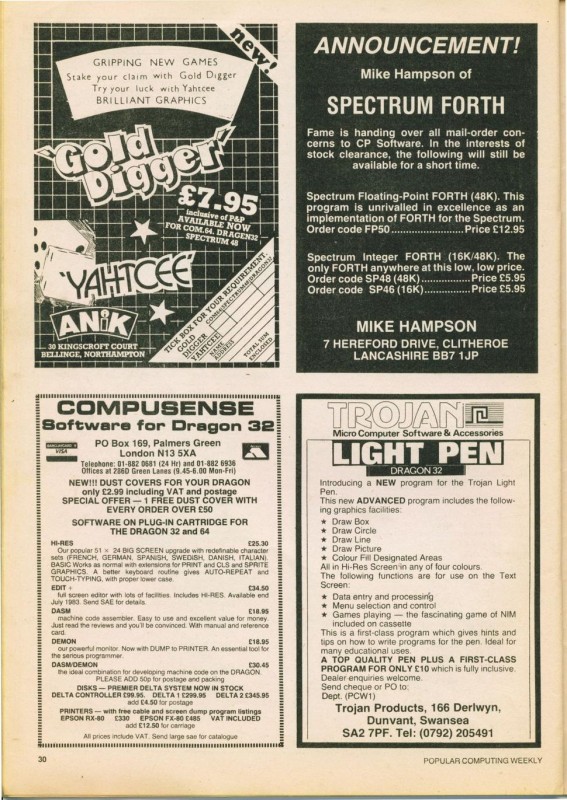 new!
GRIPPING NEW GAMES
Stake your claim with Gold Digger
Try your luck with Yahtcee
BRILLIANT GRAPHICS
'Gold
Digger'
£7.95
Inclusive of P&P
AVAILABLE NOW
FOR COM.64. DRAGEN32
SPECTRUM 48
'YAHTCEE'
ANiK
30 KINGSCROFT COURT
BELLINGE, NORTHAMPTON
TICK BOX FOR YOUR REQUIREMENT
COM64 SPECTRUM48 DRAGON32
GOLD
DIGGER
YAHTCEE
NAME
ADDRESS
TOTAL SUM
ENCLOSED
ANNOUNCEMENT!
Mike Hampson of
SPECTRUM FORTH
Fame is handing over all mail-order con-
cerns to CP Software. In the interests of
stock clearance, the following will still be
available for a short time.
Spectrum Floating-Point FORTH (48K). This
program is unrivalled in excellence as an
implementation of FORTH for the Spectrum.
Order code FP50 ................ Price £12.95
Spectrum Integer FORTH (16K/48K). The
only FORTH anywhere at this low, low price.
Order code SP48 (48K) ................ Price £5.95
Order code SP46 (16K) ................ Price £5.95
MIKE HAMPSON
7 HEREFORD DRIVE, CLITHEROE
LANCASHIRE BB7 1JP
COMPUSENSE
Software for Dragon 32
VISA
PO Box 169, Palmers Green
London N13 5XA
Telephone: 01-882 0681 (24 Hr) and 01-882 6936
Offices at 286D Green Lanes (9.45-6.00 Mon-Fri)
NEW!!! DUST COVERS FOR YOUR DRAGON
only £2.99 including VAT and postage
SPECIAL OFFER — 1 FREE DUST COVER WITH
EVERY ORDER OVER £50
SOFTWARE ON PLUG-IN CARTRIDGE FOR
THE DRAGON 32 and 64
HI-RES £25.30
Our popular 51 × 24 BIG SCREEN upgrade with redefinable character
sets (FRENCH, GERMAN, SPANISH, SWEDISH, DANISH, ITALIAN).
BASIC Works as normal with extensions for PRINT and CLS and SPRITE
GRAPHICS. A better keyboard routine gives AUTO-REPEAT and
TOUCH-TYPING, with proper lower case.
EDIT + £34.50
full screen editor with lots of facilities. Includes HI-RES. Available end
July 1983. Send SAE for details.
DASM £18.95
machine code assembler. Easy to use and excellent value for money.
Just read the reviews and you'll be convinced. With manual and reference
card.
DEMON £18.95
our powerful monitor. Now with DUMP to PRINTER. An essential tool for
the serious programmer.
DASM/DEMON £30.45
the ideal combination for developing machine code on the DRAGON.
PLEASE ADD 50p for postage and packing
DISKS — PREMIER DELTA SYSTEM NOW IN STOCK
DELTA CONTROLLER £99.95 DELTA 1 £299.95 DELTA 2 £345.95
add £4.50 for postage
PRINTERS — with free cable and screen dump program listings
EPSON RX-80 £330 EPSON FX-80 £485 VAT INCLUDED
add £12.50 for carriage
All prices include VAT. Send large sae for catalogue
TROJAN
Micro Computer Software & Accessories
LIGHT PEN
DRAGON 32
Introducing a NEW program for the Trojan Light
Pen.
This new ADVANCED program includes the follow-
ing graphics facilities:
★ Draw Box
★ Draw Circle
★ Draw Line
★ Draw Picture
★ Colour Fill Designated Areas
All in Hi-Res Screen in any of four colours.
The following functions are for use on the Text
Screen:
★ Data entry and processing
★ Menu selection and control
★ Games playing — the fascinating game of NIM
included on cassette
This is a first-class program which gives hints and
tips on how to write programs for the pen. Ideal for
many educational uses.
A TOP QUALITY PEN PLUS A FIRST-CLASS
PROGRAM FOR ONLY £10 which is fully inclusive.
Dealer enquiries welcome.
Send cheque or PO to:
Dept. (PCW1)
Trojan Products, 166 Derlwyn,
Dunvant, Swansea
SA2 7PF. Tel: (0792) 205491
30
POPULAR COMPUTING WEEKLY